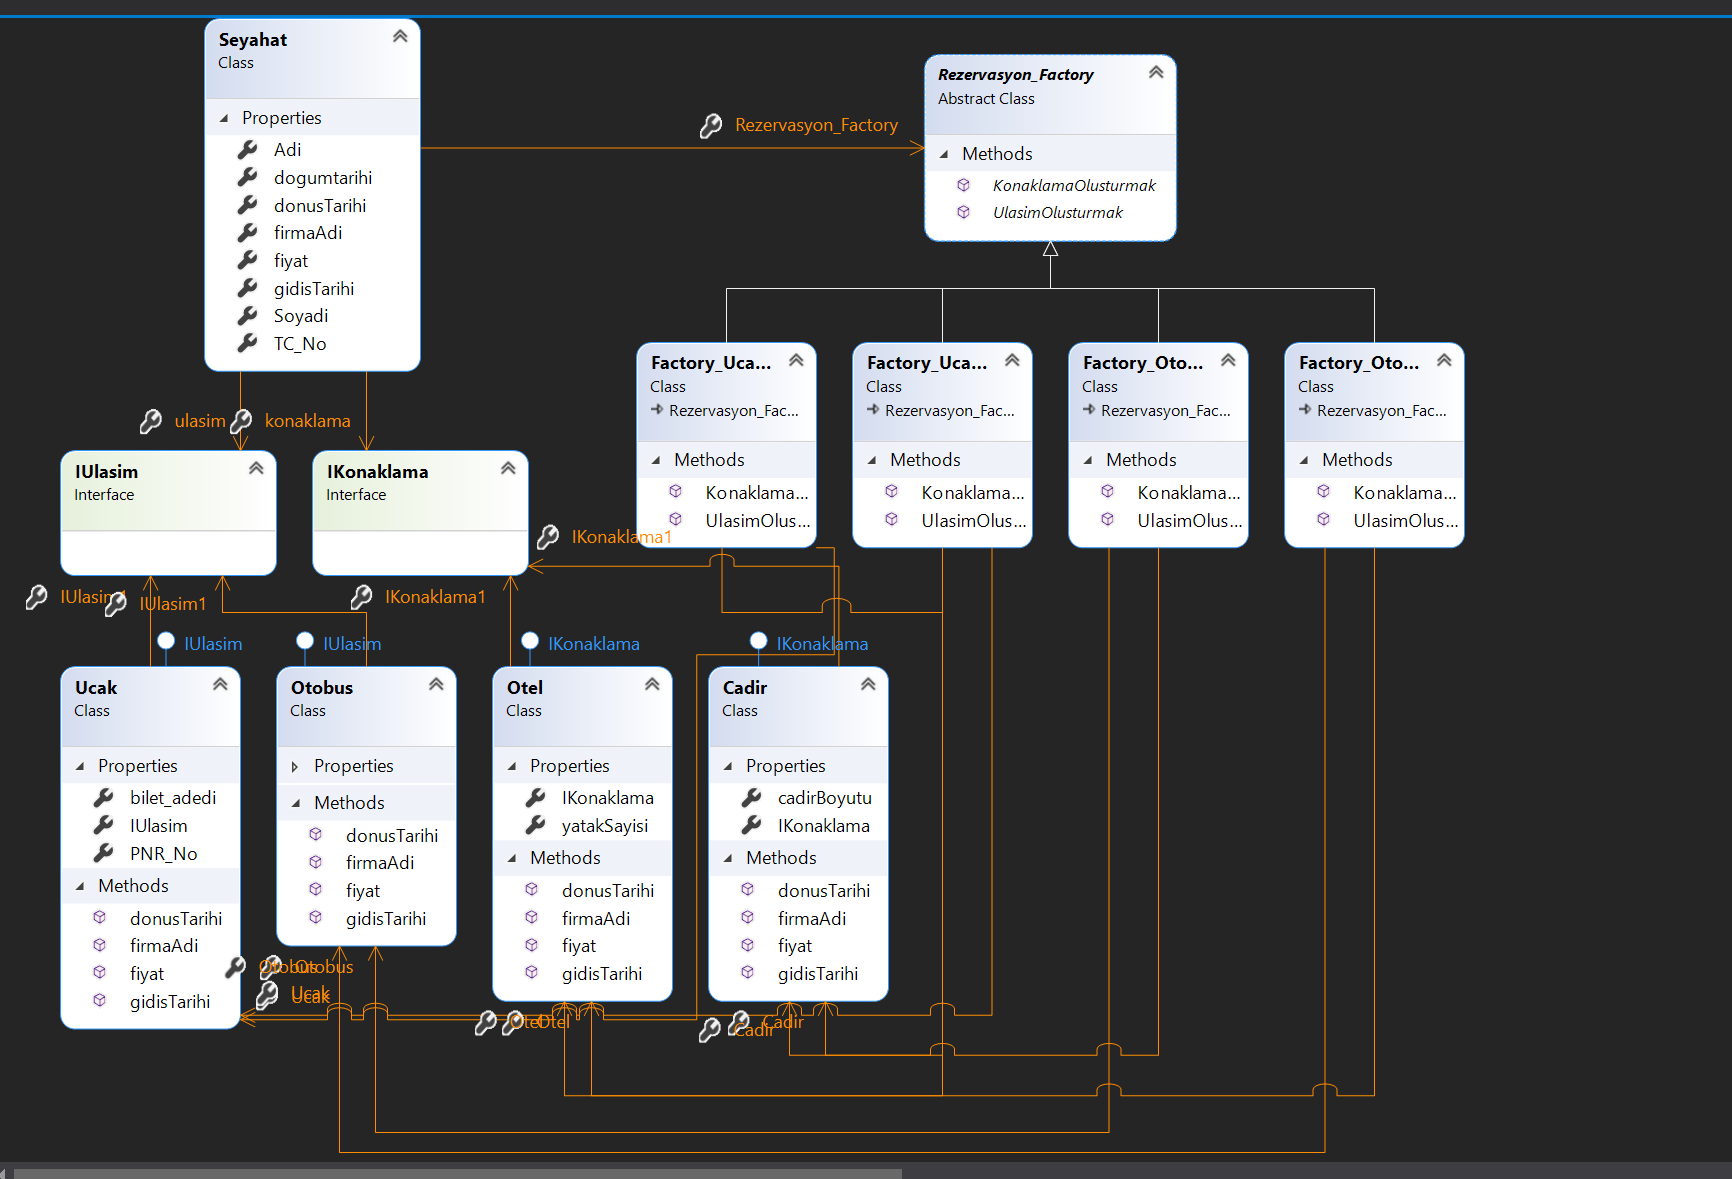 Seyahat
Class
Properties
Adi
dogumtarihi
donusTarihi
firmaAdi
fiyat
gidisTarihi
Soyadi
TC_No
Rezervasyon_Factory
Rezervasyon_Factory
Abstract Class
Methods
KonaklamaOlusturmak
UlasimOlusturmak
ulasim
konaklama
IUlasim
Interface
IKonaklama
Interface
Factory_Uca...
Class
Rezervasyon_Fac...
Methods
Konaklama...
UlasimOlus...
Factory_Uca...
Class
Rezervasyon_Fac...
Methods
Konaklama...
UlasimOlus...
Factory_Oto...
Class
Rezervasyon_Fac...
Methods
Konaklama...
UlasimOlus...
Factory_Oto...
Class
Rezervasyon_Fac...
Methods
Konaklama...
UlasimOlus...
IKonaklama1
IUlasim1
IUlasim1
IKonaklama1
IUlasim
IUlasim
IKonaklama
IKonaklama
Ucak
Class
Properties
bilet_adedi
IUlasim
PNR_No
Methods
donusTarihi
firmaAdi
fiyat
gidisTarihi
Otobus
Class
Properties
Methods
donusTarihi
firmaAdi
fiyat
gidisTarihi
Otel
Class
Properties
IKonaklama
yatakSayisi
Methods
donusTarihi
firmaAdi
fiyat
gidisTarihi
Cadir
Class
Properties
cadirBoyutu
IKonaklama
Methods
donusTarihi
firmaAdi
fiyat
gidisTarihi
Otobus
Otobus
Ucak
Ucak
Otel
Otel
Cadir
Cadir